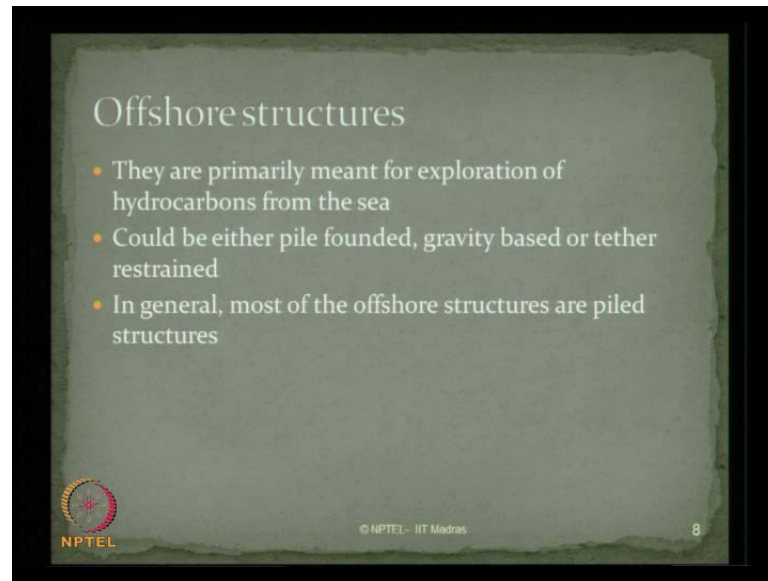 Offshore structures
• They are primarily meant for exploration of
hydrocarbons from the sea
• Could be either pile founded, gravity based or tether
restrained
• In general, most of the offshore structures are piled
structures
NPTEL
© NPTEL- IIT Madras
8